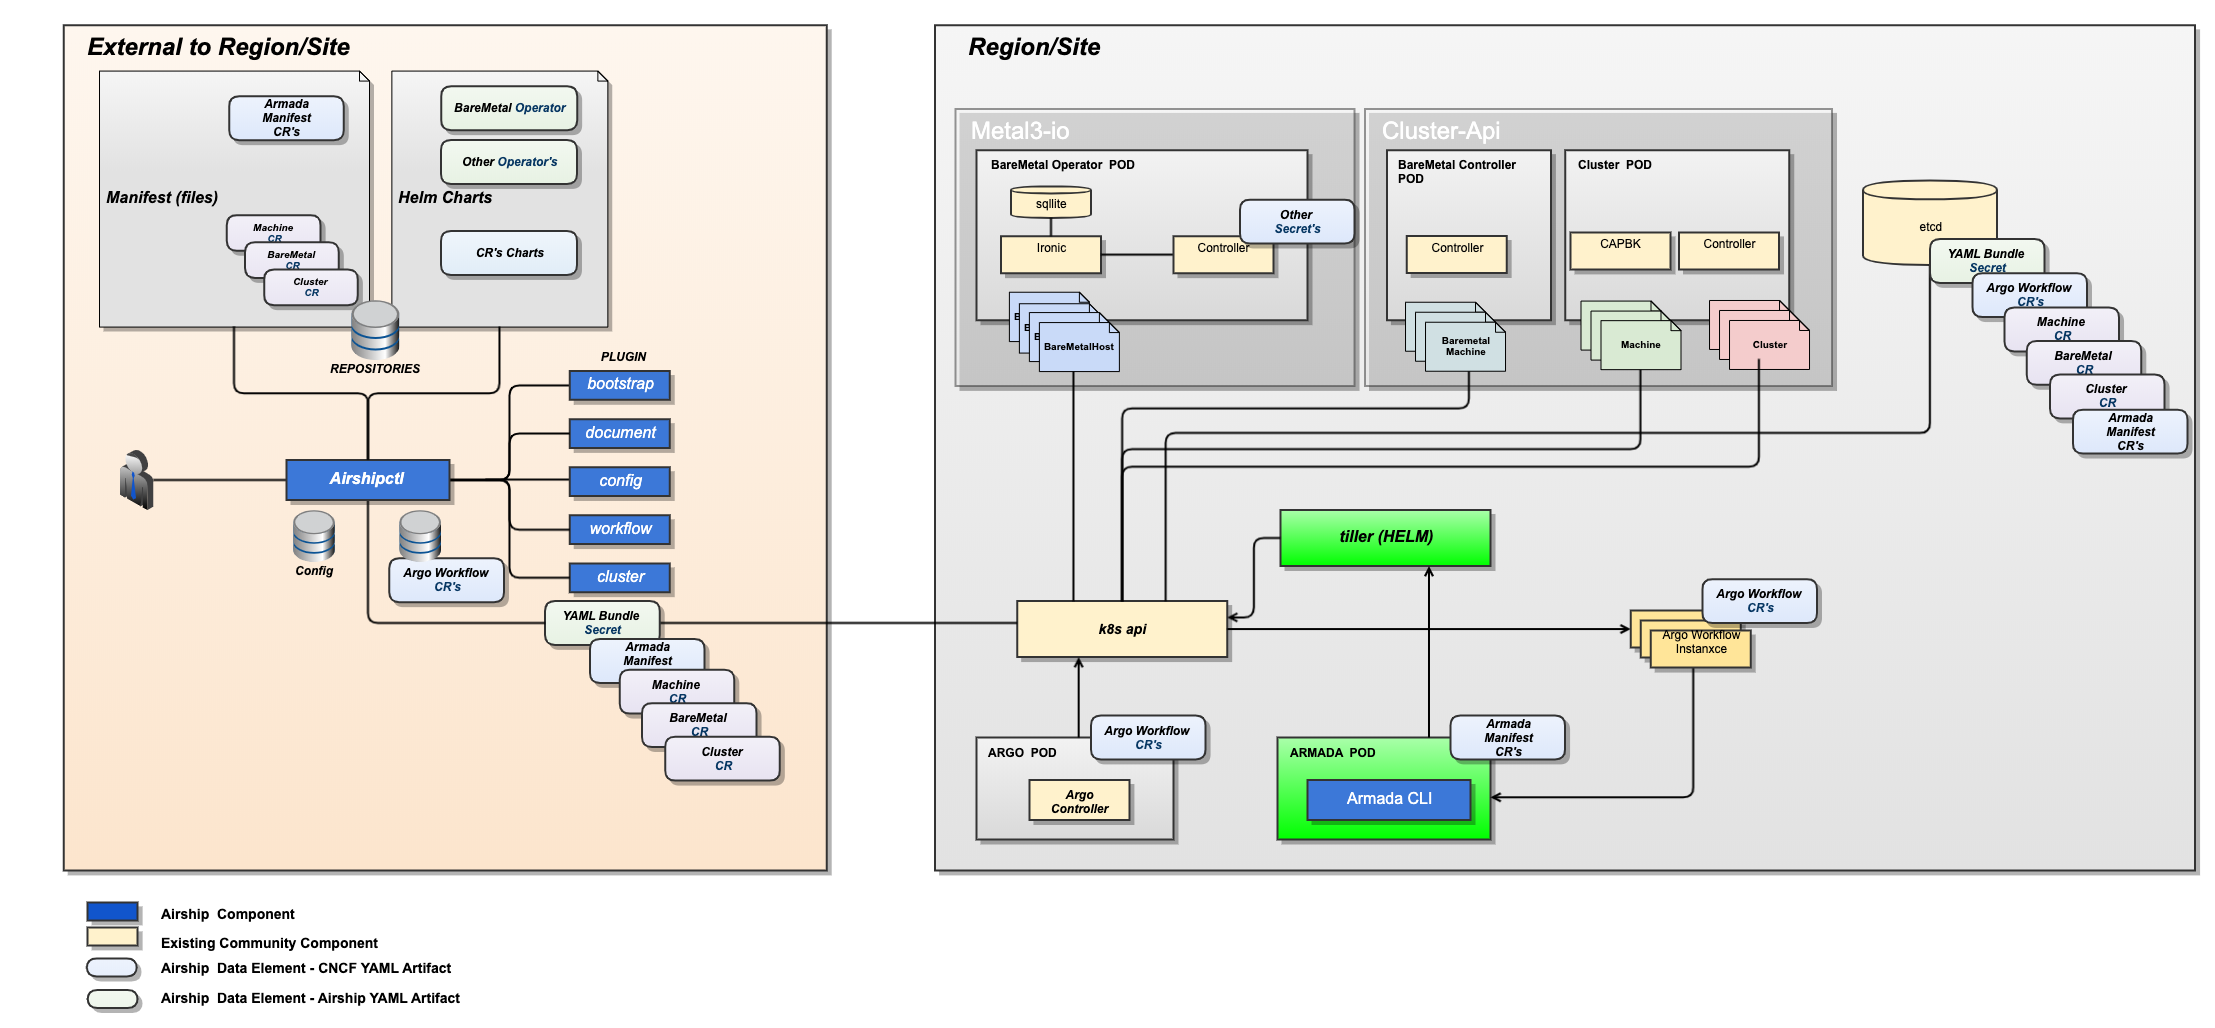 External to Region/Site
Armada
Manifest
CR's
Manifest (files)
Machine
CR
BareMetal
CR
Cluster
CR
BareMetal Operator
Other Operator's
Helm Charts
CR's Charts
REPOSITORIES
PLUGIN
bootstrap
document
config
workflow
cluster
Airshipctl
Config
Argo Workflow
CR's
YAML Bundle
Secret
Armada
Manifest
Machine
CR
BareMetal
CR
Cluster
CR
Region/Site
Metal3-io
BareMetal Operator POD
sqllite
Ironic
Controller
Other
Secret's
BareMetalHost
Cluster-Api
BareMetal Controller
POD
Controller
Baremetal
Machine
Cluster POD
CAPBK
Controller
Machine
Cluster
etcd
YAML Bundle
Secret
Argo Workflow
CR's
Machine
CR
BareMetal
CR
Cluster
CR
Armada
Manifest
CR's
tiller (HELM)
k8s api
Argo Workflow
CR's
Argo Workflow
Instanxce
ARGO POD
Argo Workflow
CR's
Argo
Controller
ARMADA POD
Armada
Manifest
CR's
Armada CLI
Airship Component
Existing Community Component
Airship Data Element - CNCF YAML Artifact
Airship Data Element - Airship YAML Artifact